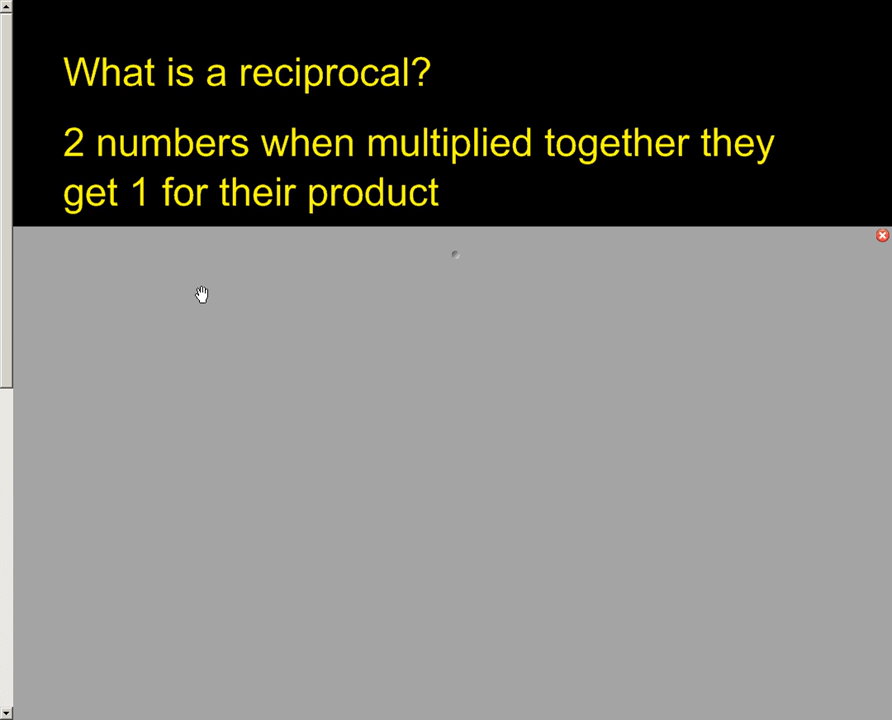 What is a reciprocal?
2 numbers when multiplied together they
get 1 for their product